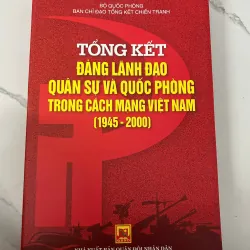 BỘ QUỐC PHÒNG
BAN CHỈ ĐẠO TỔNG KẾT CHIẾN TRANH
TỔNG KẾT
ĐẢNG LÃNH ĐẠO
QUÂN SỰ VÀ QUỐC PHÒNG
TRONG CÁCH MẠNG VIỆT NAM
(1945 - 2000)
NHÀ XUẤT BẢN QUÂN ĐỘI NHÂN DÂN